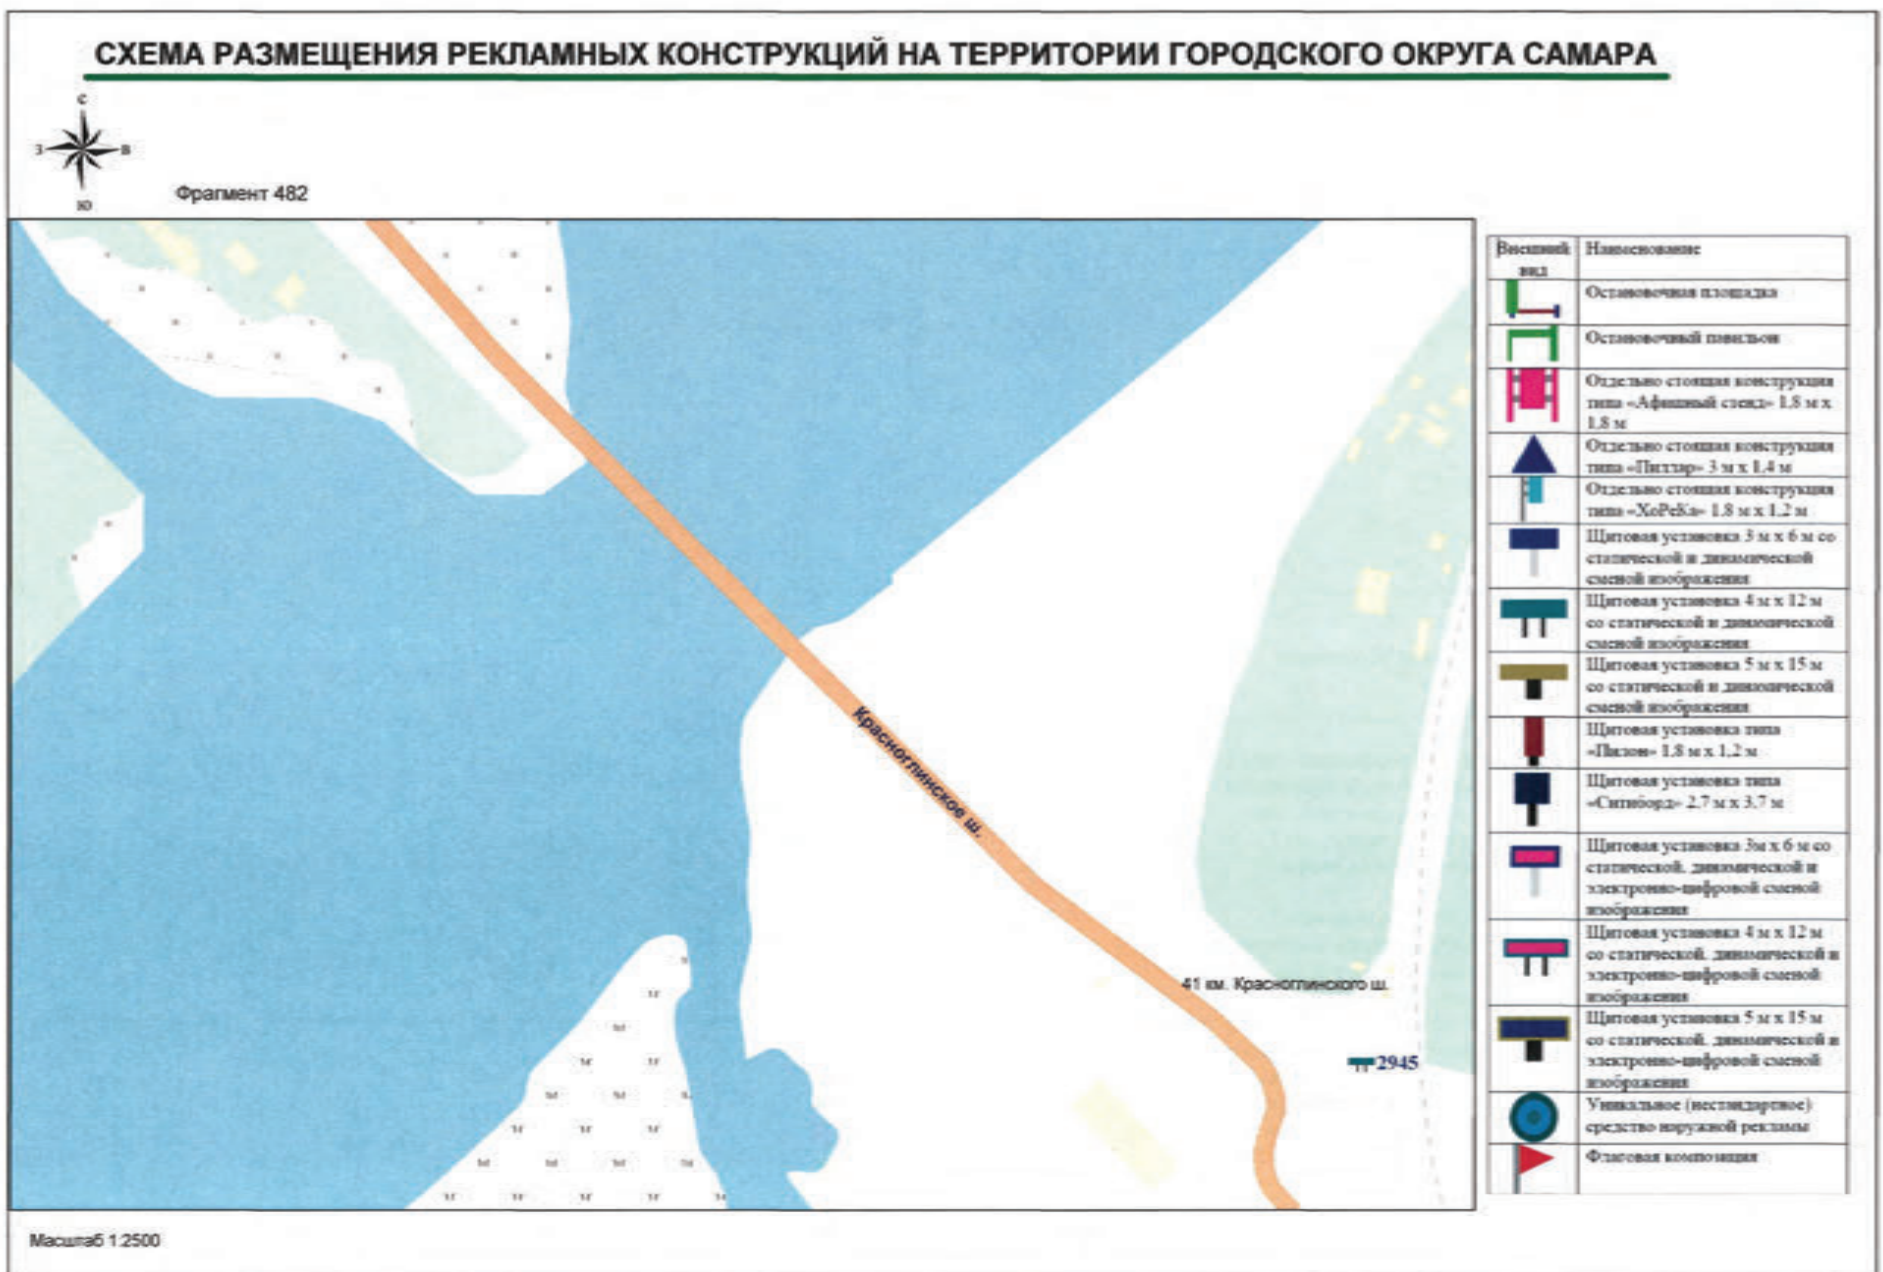 СХЕМА РАЗМЕЩЕНИЯ РЕКЛАМНЫХ КОНСТРУКЦИЙ НА ТЕРРИТОРИИ ГОРОДСКОГО ОКРУГА САМАРА
С
З
В
Ю
Фрагмент 482
Красноглинское ш.
41 км. Красноглинского ш.
2945
Внешний вид
Наименование
Остановочная площадка
Остановочный павильон
Отдельно стоящая конструкция
типа «Афишный стенд» 1,8 м х
1,8 м
Отдельно стоящая конструкция
типа «Пиллар» 3 м х 1,4 м
Отдельно стоящая конструкция
типа «ХоРеКа» 1,8 м х 1,2 м
Щитовая установка 3 м х 6 м со
статической и динамической
сменой изображения
Щитовая установка 4 м х 12 м
со статической и динамической
сменой изображения
Щитовая установка 5 м х 15 м
со статической и динамической
сменой изображения
Щитовая установка типа
«Пилон» 1,8 м х 1,2 м
Щитовая установка типа
«Ситиборд» 2,7 м х 3,7 м
Щитовая установка 3м х 6 м со
статической, динамической и
электронно-цифровой сменой
изображения
Щитовая установка 4 м х 12 м
со статической, динамической и
электронно-цифровой сменой
изображения
Щитовая установка 5 м х 15 м
со статической, динамической и
электронно-цифровой сменой
изображения
Уникальное (нестандартное)
средство наружной рекламы
Флаговая композиция
Масштаб 1:2500